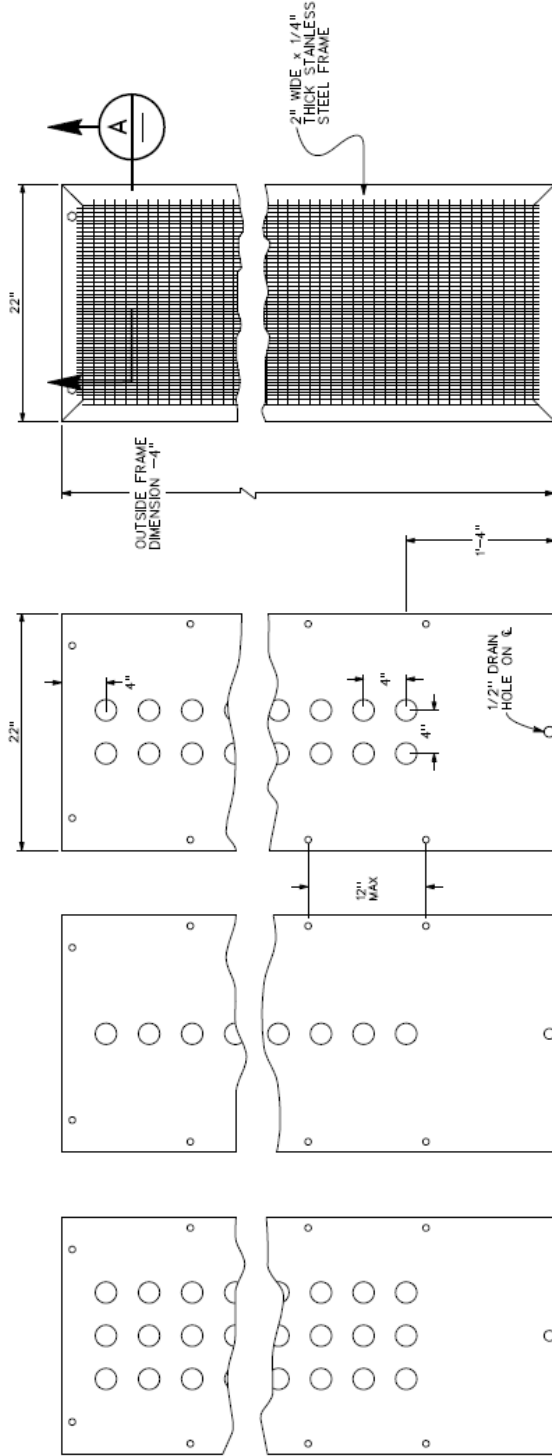 22"
A
2" WIDE x 1/4"
THICK STAINLESS
STEEL FRAME
OUTSIDE FRAME
DIMENSION -4"
22"
4"
4"
4"
1'-4"
1/2" DRAIN
HOLE ON ℄
12"
MAX